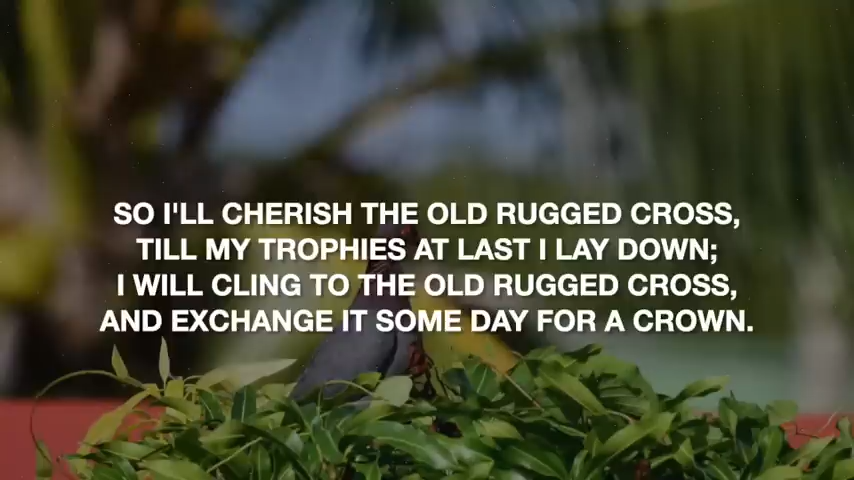 SO I'LL CHERISH THE OLD RUGGED CROSS,
TILL MY TROPHIES AT LAST I LAY DOWN;
I WILL CLING TO THE OLD RUGGED CROSS,
AND EXCHANGE IT SOME DAY FOR A CROWN.